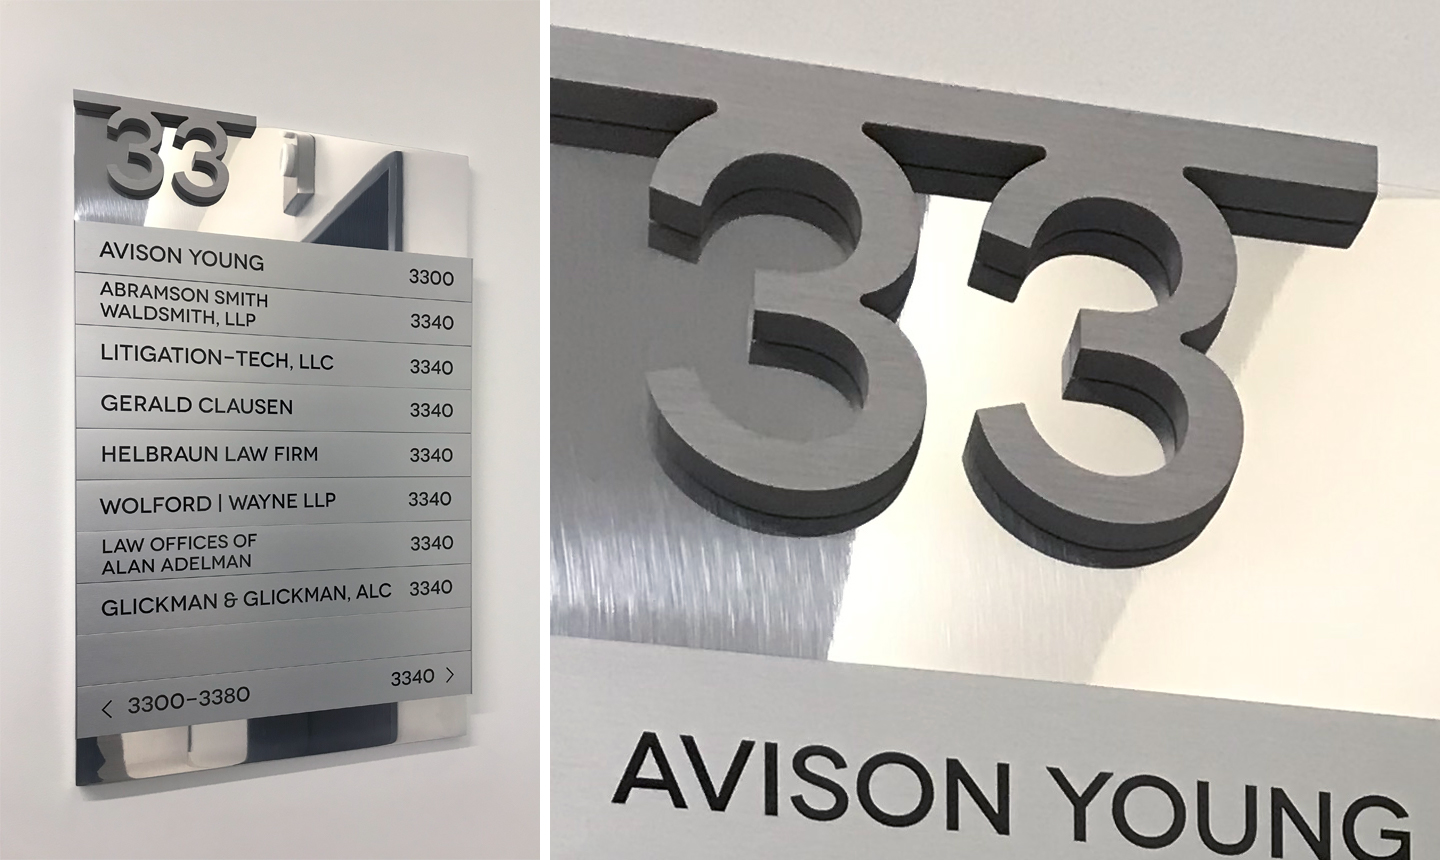 33
AVISON YOUNG 3300
ABRAMSON SMITH
WALDSMITH, LLP 3340
LITIGATION-TECH, LLC 3340
GERALD CLAUSEN 3340
HELBRAUN LAW FIRM 3340
WOLFORD | WAYNE LLP 3340
LAW OFFICES OF
ALAN ADELMAN 3340
GLICKMAN & GLICKMAN, ALC 3340
3340 >
< 3300-3380
33
AVISON YOUNG